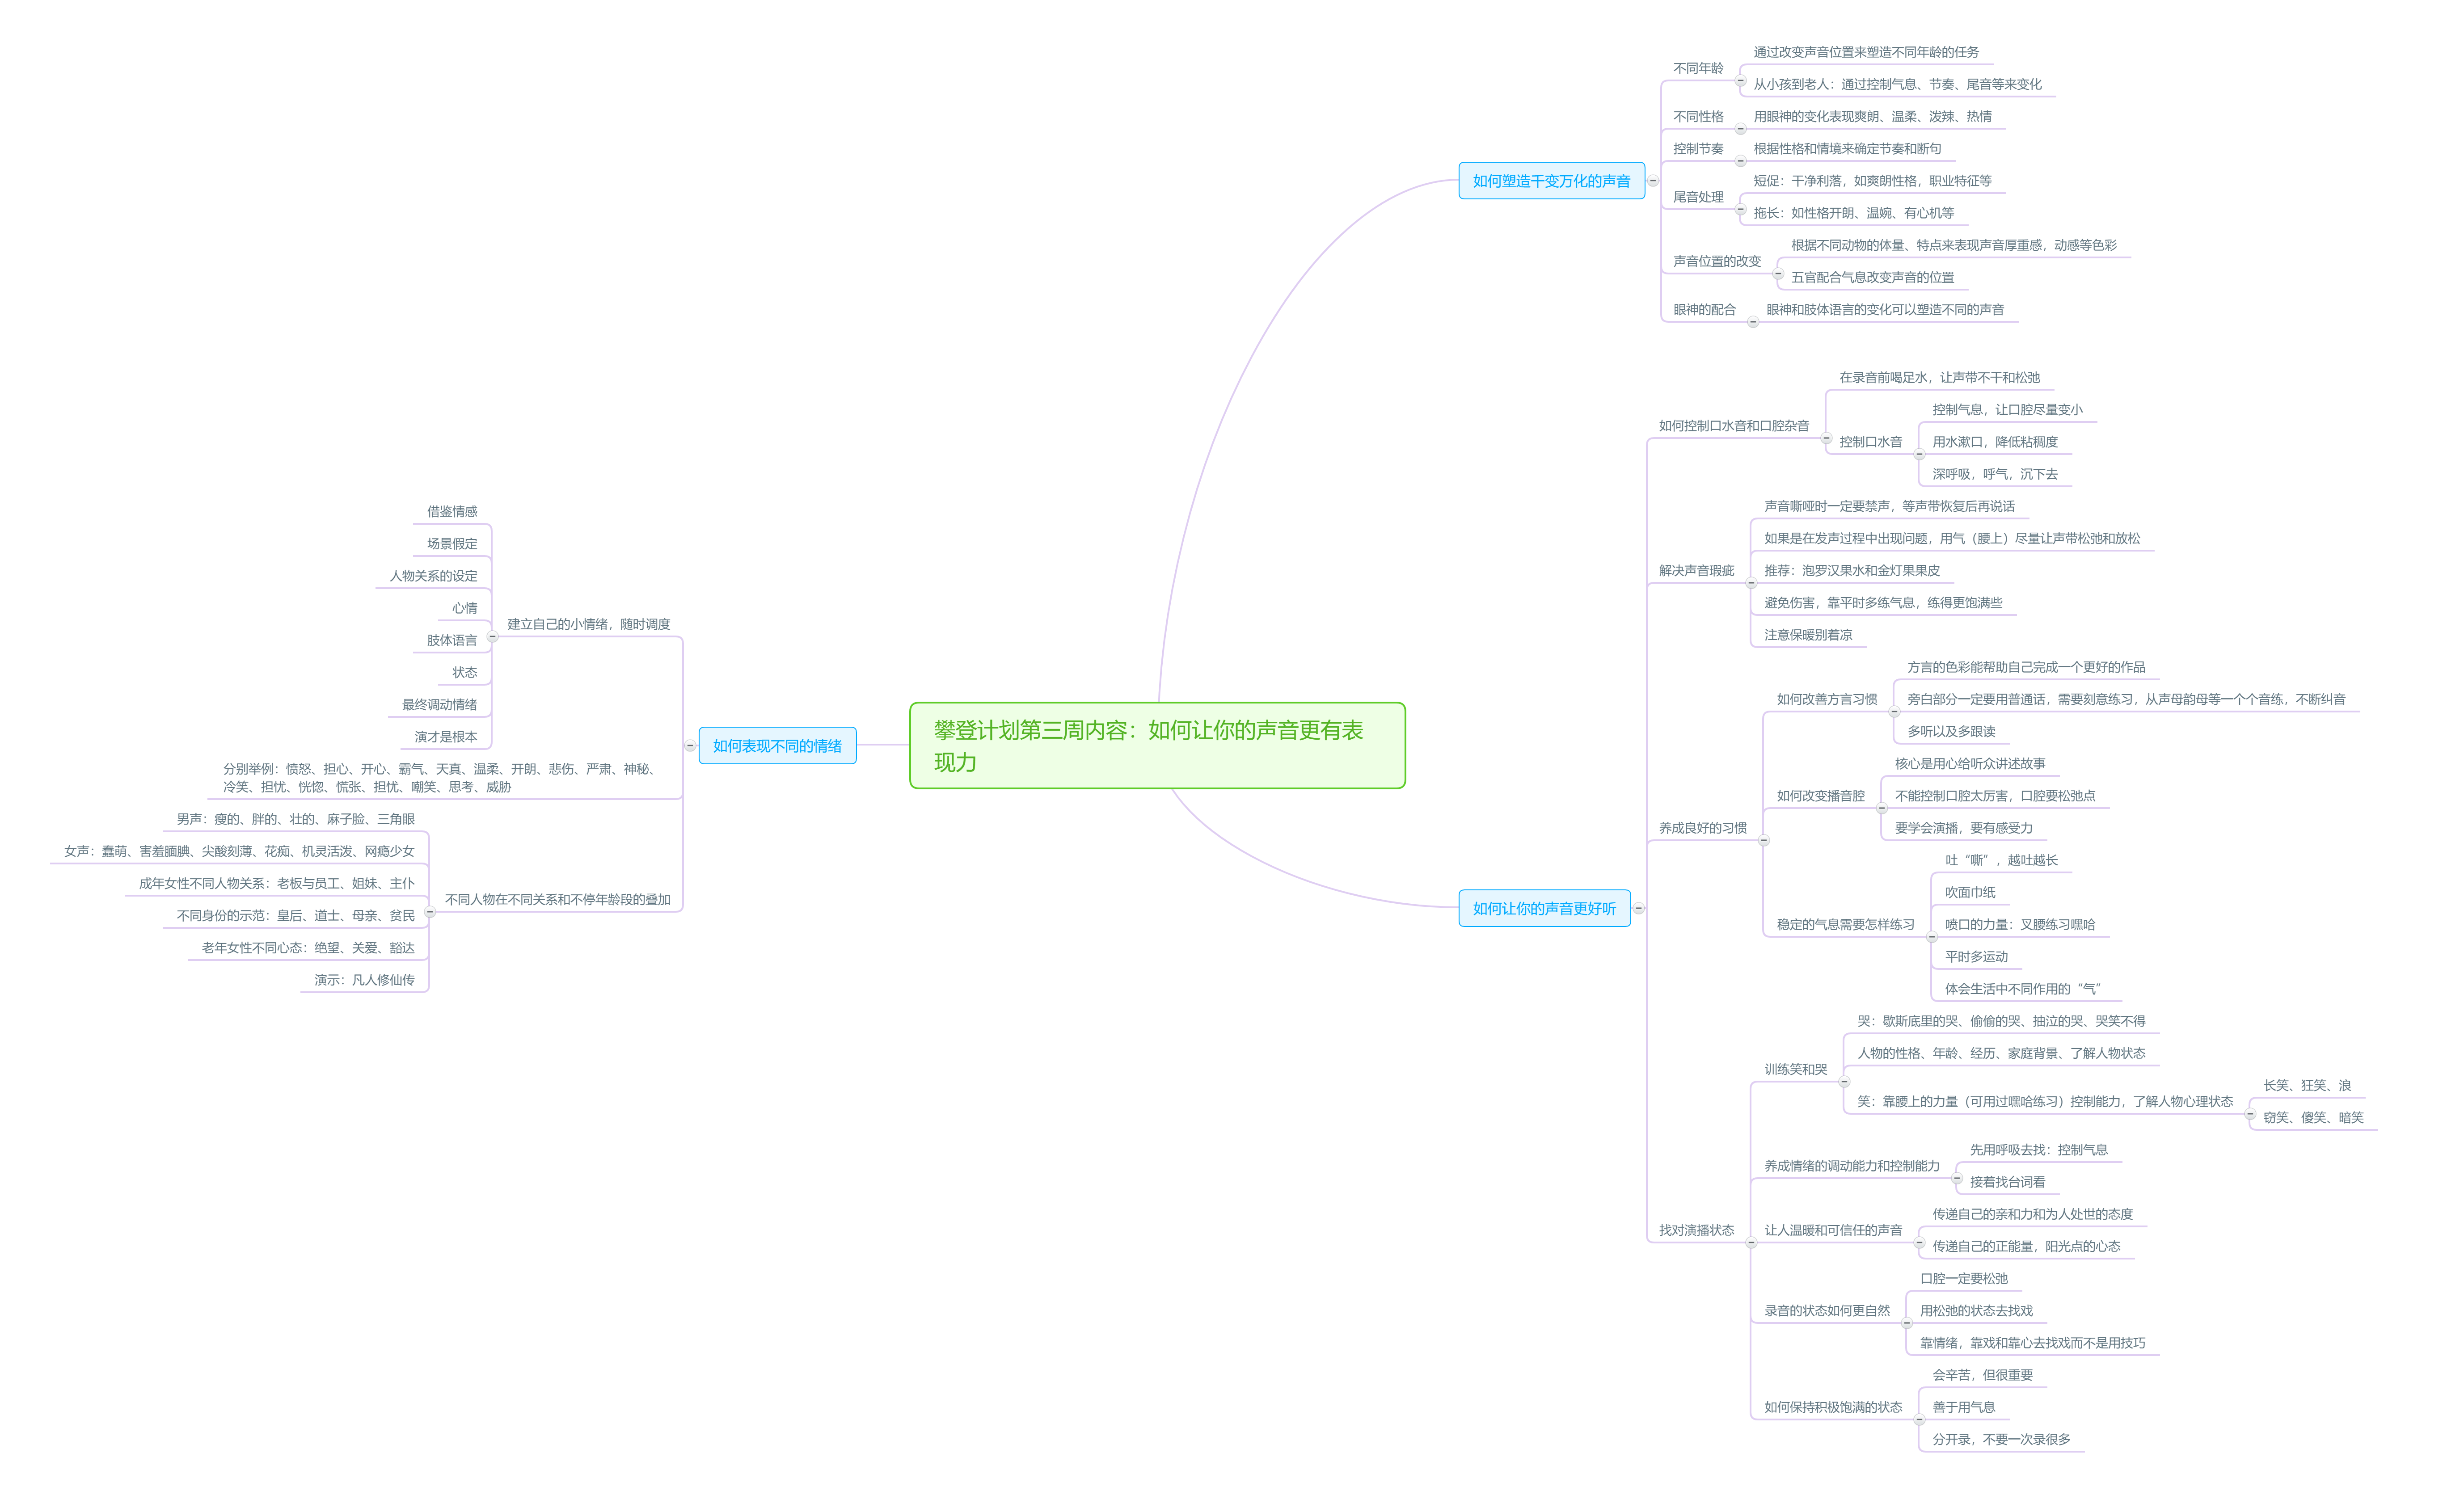 攀登计划第三周内容：如何让你的声音更有表
现力
如何塑造千变万化的声音
不同年龄
通过改变声音位置来塑造不同年龄的任务
从小孩到老人：通过控制气息、节奏、尾音等来变化
不同性格
用眼神的变化表现爽朗、温柔、泼辣、热情
控制节奏
根据性格和情境来确定节奏和断句
尾音处理
短促：干净利落，如爽朗性格，职业特征等
拖长：如性格开朗、温婉、有心机等
声音位置的改变
根据不同动物的体量、特点来表现声音厚重感，动感等色彩
五官配合气息改变声音的位置
眼神的配合
眼神和肢体语言的变化可以塑造不同的声音
如何让你的声音更好听
如何控制口水音和口腔杂音
在录音前喝足水，让声带不干和松弛
控制口水音
控制气息，让口腔尽量变小
用水漱口，降低粘稠度
深呼吸，呼气，沉下去
解决声音瑕疵
声音嘶哑时一定要禁声，等声带恢复后再说话
如果是在发声过程中出现问题，用气（腰上）尽量让声带松弛和放松
推荐：泡罗汉果水和金灯果果皮
避免伤害，靠平时多练气息，练得更饱满些
注意保暖别着凉
养成良好的习惯
如何改善方言习惯
方言的色彩能帮助自己完成一个更好的作品
旁白部分一定要用普通话，需要刻意练习，从声母韵母等一个个音练，不断纠音
多听以及多跟读
如何改变播音腔
核心是用心给听众讲述故事
不能控制口腔太厉害，口腔要松弛点
要学会演播，要有感受力
稳定的气息需要怎样练习
吐“嘶”，越吐越长
吹面巾纸
喷口的力量：叉腰练习嘿哈
平时多运动
体会生活中不同作用的“气”
找对演播状态
训练笑和哭
哭：歇斯底里的哭、偷偷的哭、抽泣的哭、哭笑不得
人物的性格、年龄、经历、家庭背景、了解人物状态
笑：靠腰上的力量（可用过嘿哈练习）控制能力，了解人物心理状态
长笑、狂笑、浪
窃笑、傻笑、暗笑
养成情绪的调动能力和控制能力
先用呼吸去找：控制气息
接着找台词看
让人温暖和可信任的声音
传递自己的亲和力和为人处世的态度
传递自己的正能量，阳光点的心态
录音的状态如何更自然
口腔一定要松弛
用松弛的状态去找戏
靠情绪，靠戏和靠心去找戏而不是用技巧
如何保持积极饱满的状态
会辛苦，但很重要
善于用气息
分开录，不要一次录很多
如何表现不同的情绪
建立自己的小情绪，随时调度
借鉴情感
场景假定
人物关系的设定
心情
肢体语言
状态
最终调动情绪
演才是根本
分别举例：愤怒、担心、开心、霸气、天真、温柔、开朗、悲伤、严肃、神秘、
冷笑、担忧、恍惚、慌张、担忧、嘲笑、思考、威胁
不同人物在不同关系和不停年龄段的叠加
男声：瘦的、胖的、壮的、麻子脸、三角眼
女声：蠢萌、害羞腼腆、尖酸刻薄、花痴、机灵活泼、网瘾少女
成年女性不同人物关系：老板与员工、姐妹、主仆
不同身份的示范：皇后、道士、母亲、贫民
老年女性不同心态：绝望、关爱、豁达
演示：凡人修仙传